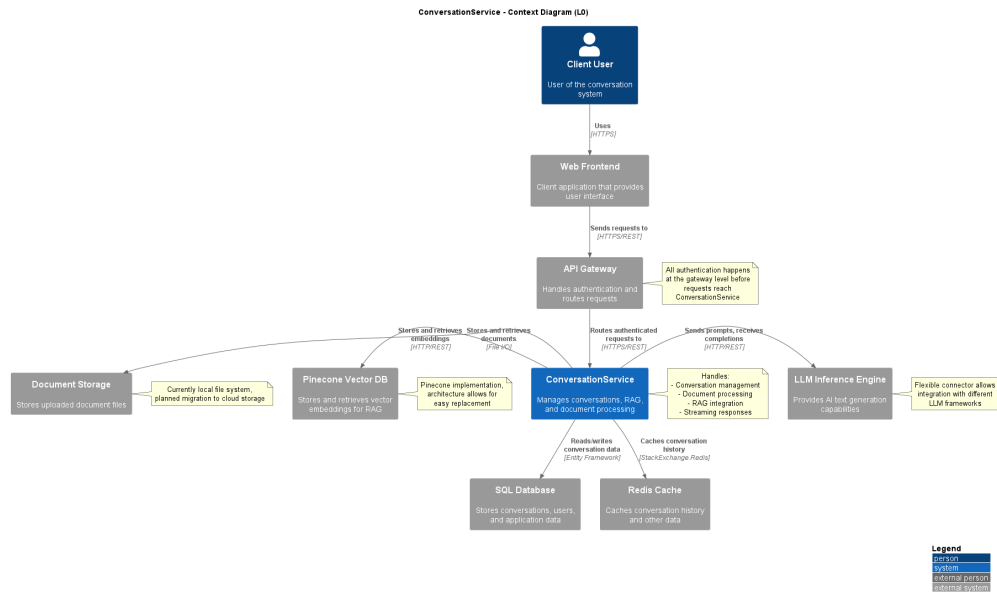 ConversationService - Context Diagram (L0)
Client User
User of the conversation
system
Uses
[HTTPS]
Web Frontend
Client application that provides
user interface
Sends requests to
[HTTPS/REST]
API Gateway
Handles authentication and
routes requests
All authentication happens
at the gateway level before
requests reach
ConversationService
Stores and retrieves
embeddings
[HTTP/REST]
Stores and retrieves
documents
[File I/O]
Routes authenticated
requests to
[HTTPS/REST]
Sends prompts, receives
completions
[HTTP/REST]
Document Storage
Stores uploaded document files
Currently local file system,
planned migration to cloud storage
Pinecone Vector DB
Stores and retrieves vector
embeddings for RAG
Pinecone implementation,
architecture allows for
easy replacement
ConversationService
Manages conversations, RAG,
and document processing
Handles:
- Conversation management
- Document processing
- RAG integration
- Streaming responses
LLM Inference Engine
Provides AI text generation
capabilities
Flexible connector allows
integration with different
LLM frameworks
Reads/writes
conversation data
[Entity Framework]
Caches conversation
history
[StackExchange.Redis]
SQL Database
Stores conversations, users,
and application data
Redis Cache
Caches conversation history
and other data
Legend
person
system
external person
external system